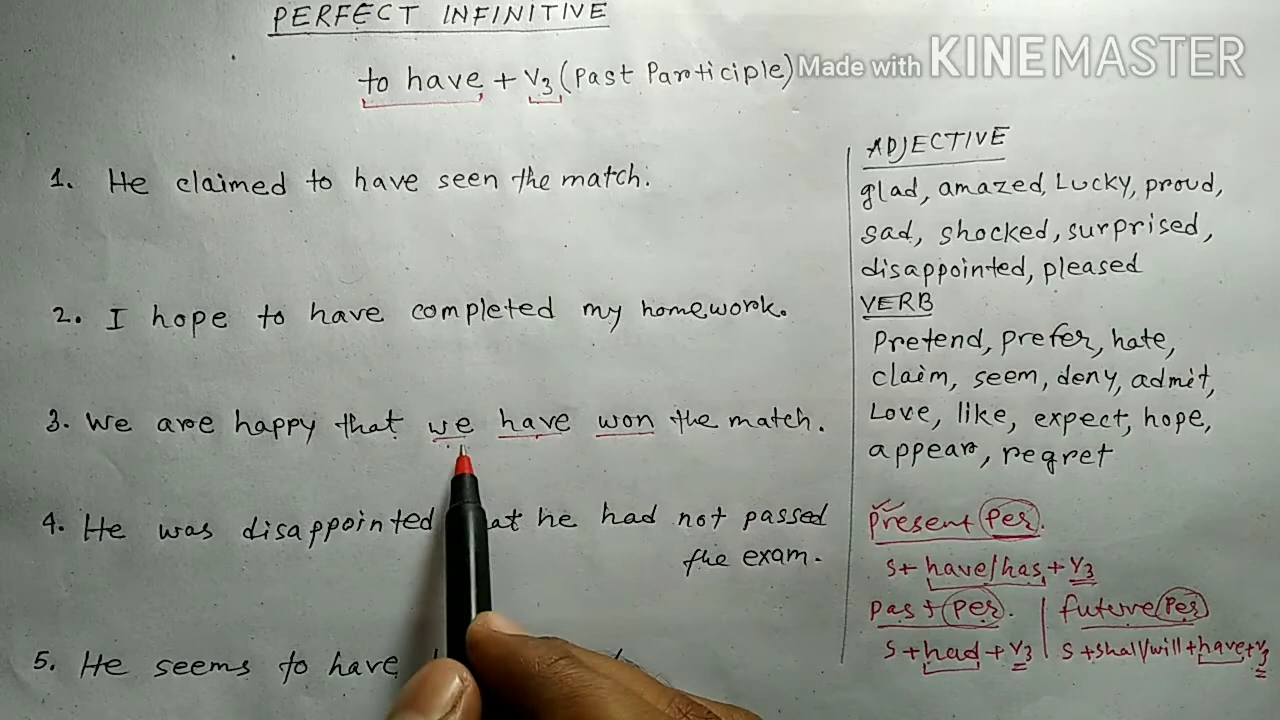 PERFECT INFINITIVE
to have + V3 (Past Participle)
Made with KINEMASTER
1. He claimed to have seen the match.
2. I hope to have completed my homework.
3. We are happy that we have won the match.
4. He was disappointed at he had not passed
the exam.
5. He seems to have
ADJECTIVE
glad, amazed, Lucky, proud,
sad, shocked, surprised,
disappointed, pleased
VERB
Pretend, prefer, hate,
claim, seem, deny, admit,
Love, like, expect, hope,
appear, regret
present per.
S+ have/has + V3
past per.
S+had+V3
future per
S+shall/will+have+V3